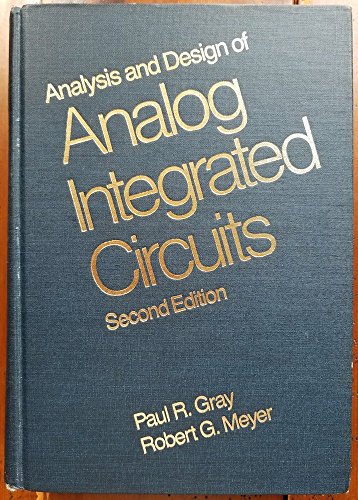 Analysis and Design of
Analog
Integrated
Circuits
Second Edition
Paul R. Gray
Robert G. Meyer